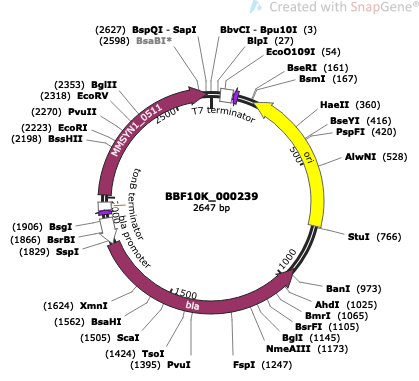 Created with SnapGene®
(2627) BspQI - SapI
(2598) BsaBI*
BbvCI - Bpu10I (3)
BlpI (27)
EcoO109I (54)
BseRI (161)
BsmI (167)
HaeII (360)
BseYI (416)
PspFI (420)
AlwNI (528)
StuI (766)
BanI (973)
AhdI (1025)
BmrI (1065)
BsrFI (1105)
BglI (1145)
NmeAIII (1173)
FspI (1247)
PvuI (1395)
TsoI (1424)
ScaI (1505)
BsaHI (1562)
XmnI (1624)
(1829) SspI
(1866) BsrBI
(1906) BsgI
(2198) BssHII
(2223) EcoRI
(2270) PvuII
(2318) EcoRV
(2353) BglII
T7 terminator
MMSYN1_0511
ori
bla
bla promoter
tonB terminator
500
1000
1500
2000
2500
BBF10K_000239
2647 bp